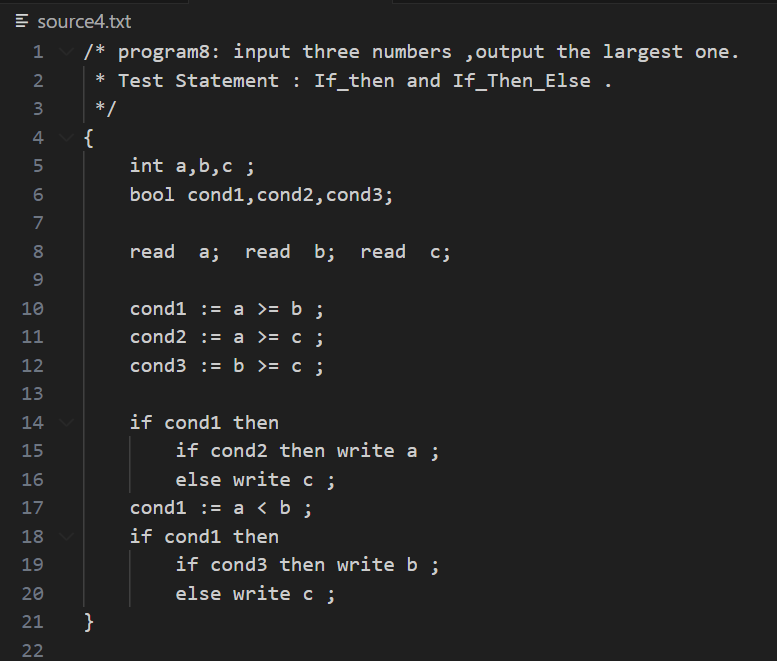 source4.txt
1 /* program8: input three numbers ,output the largest one.
2  * Test Statement : If_then and If_Then_Else .
3  */
4 {
5     int a,b,c ;
6     bool cond1,cond2,cond3;
7
8     read  a;  read  b;  read  c;
9
10     cond1 := a >= b ;
11     cond2 := a >= c ;
12     cond3 := b >= c ;
13
14     if cond1 then
15         if cond2 then write a ;
16         else write c ;
17     cond1 := a < b ;
18     if cond1 then
19         if cond3 then write b ;
20         else write c ;
21 }
22